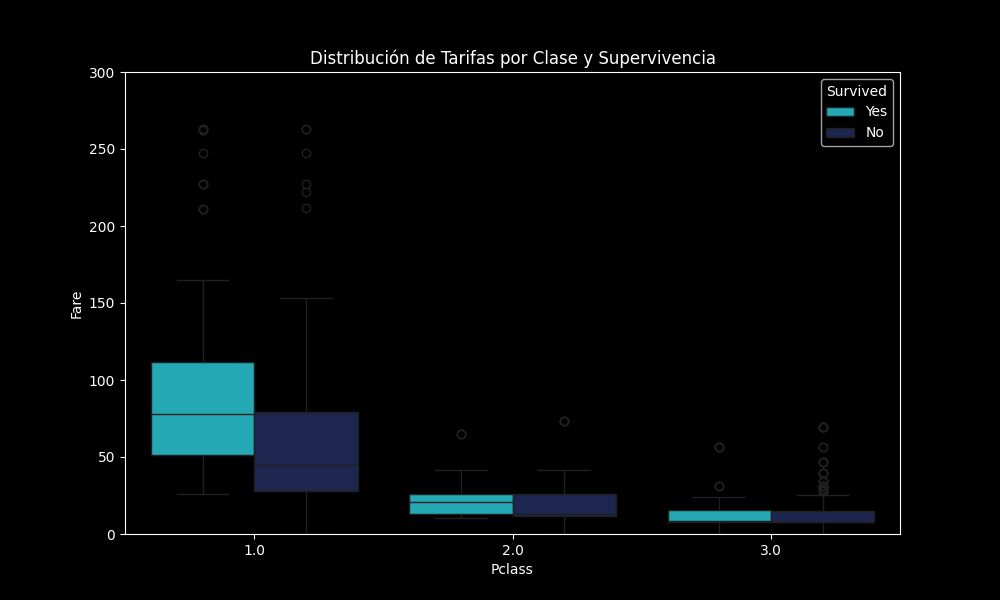 Distribución de Tarifas por Clase y Supervivencia
300
250
200
150
100
50
0
Fare
1.0
2.0
3.0
Pclass
Survived
Yes
No